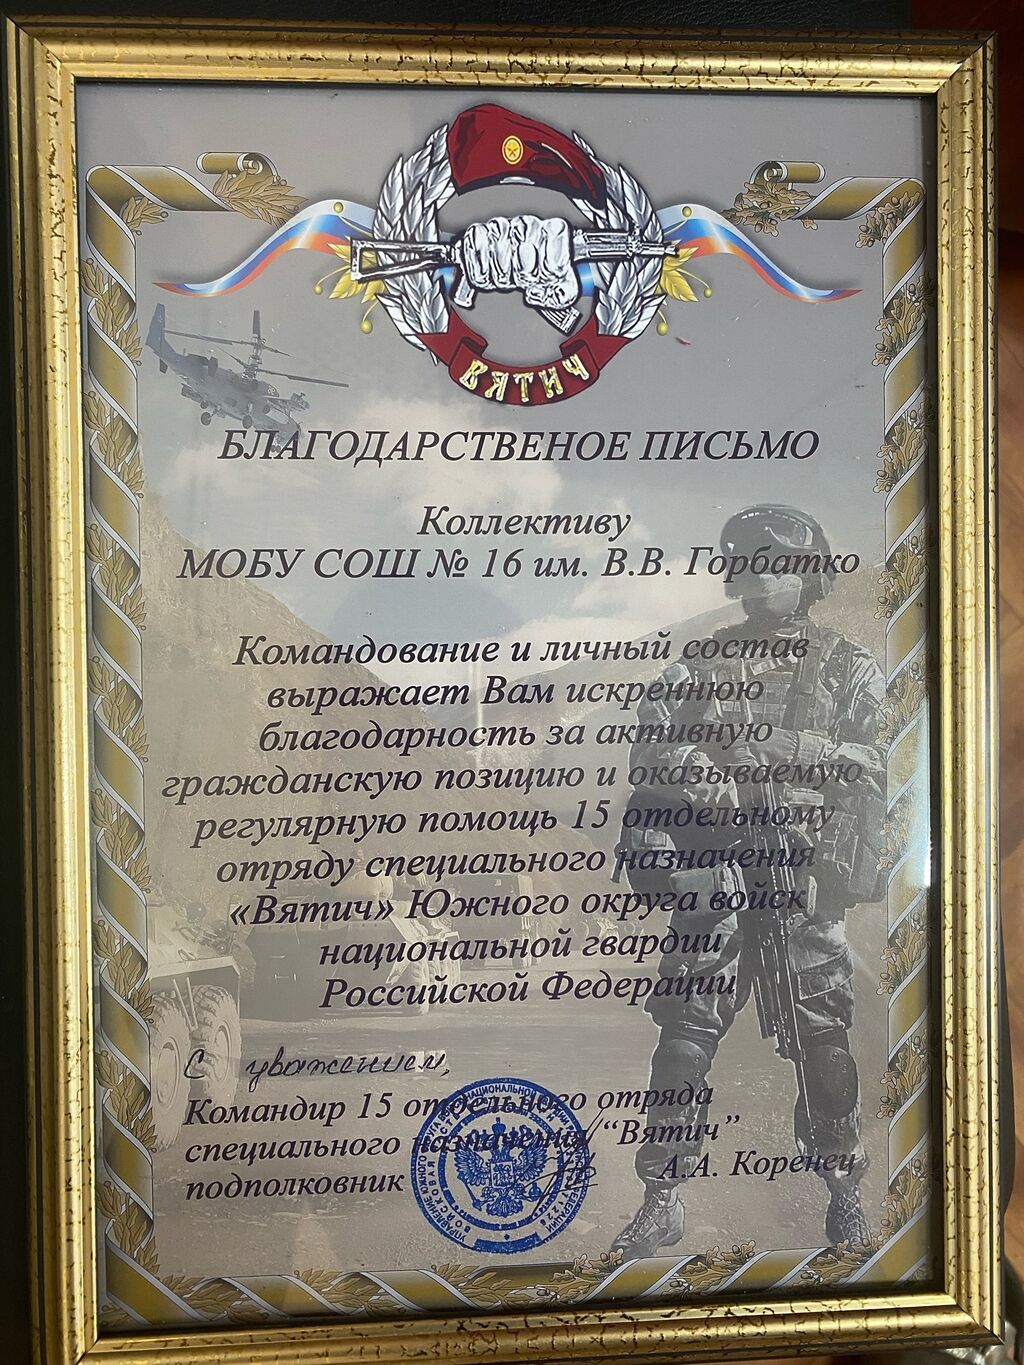 ВЯТИЧ
БЛАГОДАРСТВЕНОЕ ПИСЬМО
Коллективу
МОБУ СОШ № 16 им. В.В. Горбатко
Командование и личный состав
выражает Вам искреннюю
благодарность за активную
гражданскую позицию и оказываемую
регулярную помощь 15 отдельному
отряду специального назначения
«Вятич» Южного округа войск
национальной гвардии
Российской Федерации
С уважением,
Командир 15 отдельного отряда
специального назначения "Вятич"
подполковник А.А. Коренец